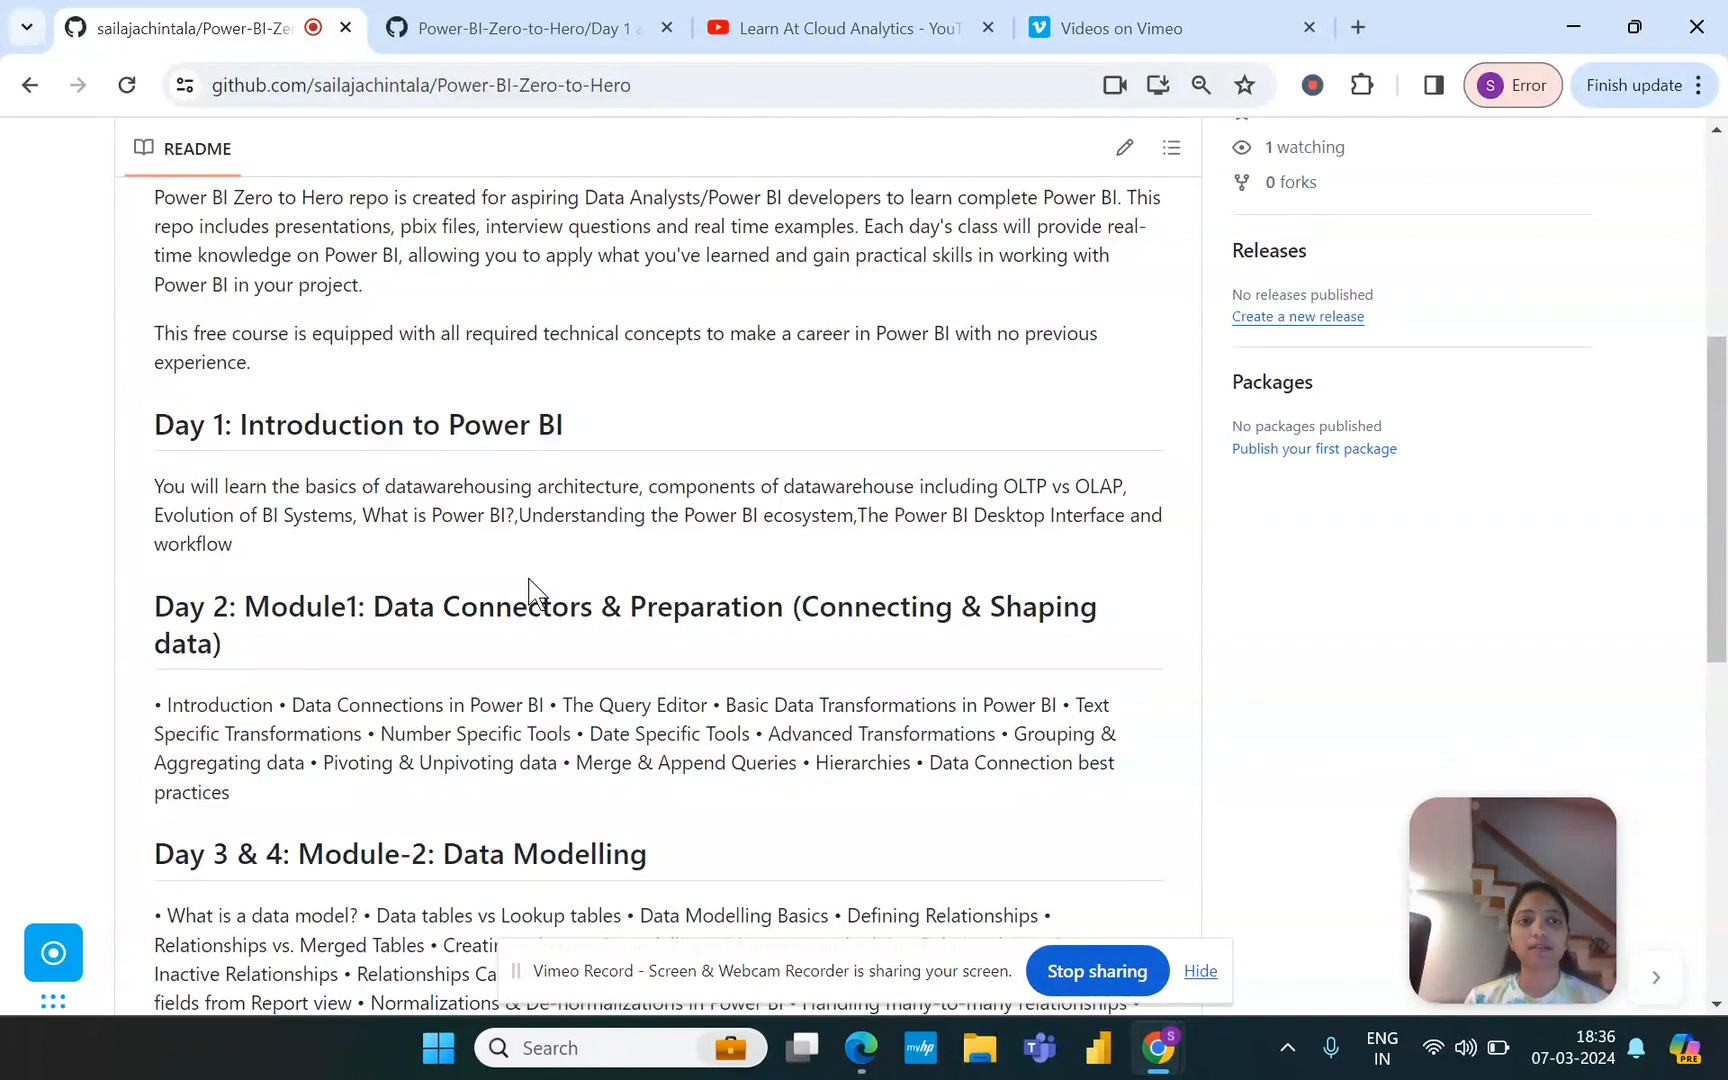 sailajachintala/Power-BI-Ze
Power-BI-Zero-to-Hero/Day 1 a
Learn At Cloud Analytics - YouT
Videos on Vimeo
github.com/sailajachintala/Power-BI-Zero-to-Hero
S Error
Finish update
README
Power BI Zero to Hero repo is created for aspiring Data Analysts/Power BI developers to learn complete Power BI. This
repo includes presentations, pbix files, interview questions and real time examples. Each day's class will provide real-
time knowledge on Power BI, allowing you to apply what you've learned and gain practical skills in working with
Power BI in your project.
This free course is equipped with all required technical concepts to make a career in Power BI with no previous
experience.
Day 1: Introduction to Power BI
You will learn the basics of datawarehousing architecture, components of datawarehouse including OLTP vs OLAP,
Evolution of BI Systems, What is Power BI?,Understanding the Power BI ecosystem,The Power BI Desktop Interface and
workflow
Day 2: Module1: Data Connectors & Preparation (Connecting & Shaping
data)
• Introduction • Data Connections in Power BI • The Query Editor • Basic Data Transformations in Power BI • Text
Specific Transformations • Number Specific Tools • Date Specific Tools • Advanced Transformations • Grouping &
Aggregating data • Pivoting & Unpivoting data • Merge & Append Queries • Hierarchies • Data Connection best
practices
Day 3 & 4: Module-2: Data Modelling
• What is a data model? • Data tables vs Lookup tables • Data Modelling Basics • Defining Relationships •
Relationships vs. Merged Tables •
Inactive Relationships • Relationships
fields from Report view • Normalizations & De-normalizations in Power BI • Handling many-to-many relationships •
1 watching
0 forks
Releases
No releases published
Create a new release
Packages
No packages published
Publish your first package
Vimeo Record - Screen & Webcam Recorder is sharing your screen.
Stop sharing
Hide
Search
myhp
S
ENG
IN
18:36
07-03-2024
PRE